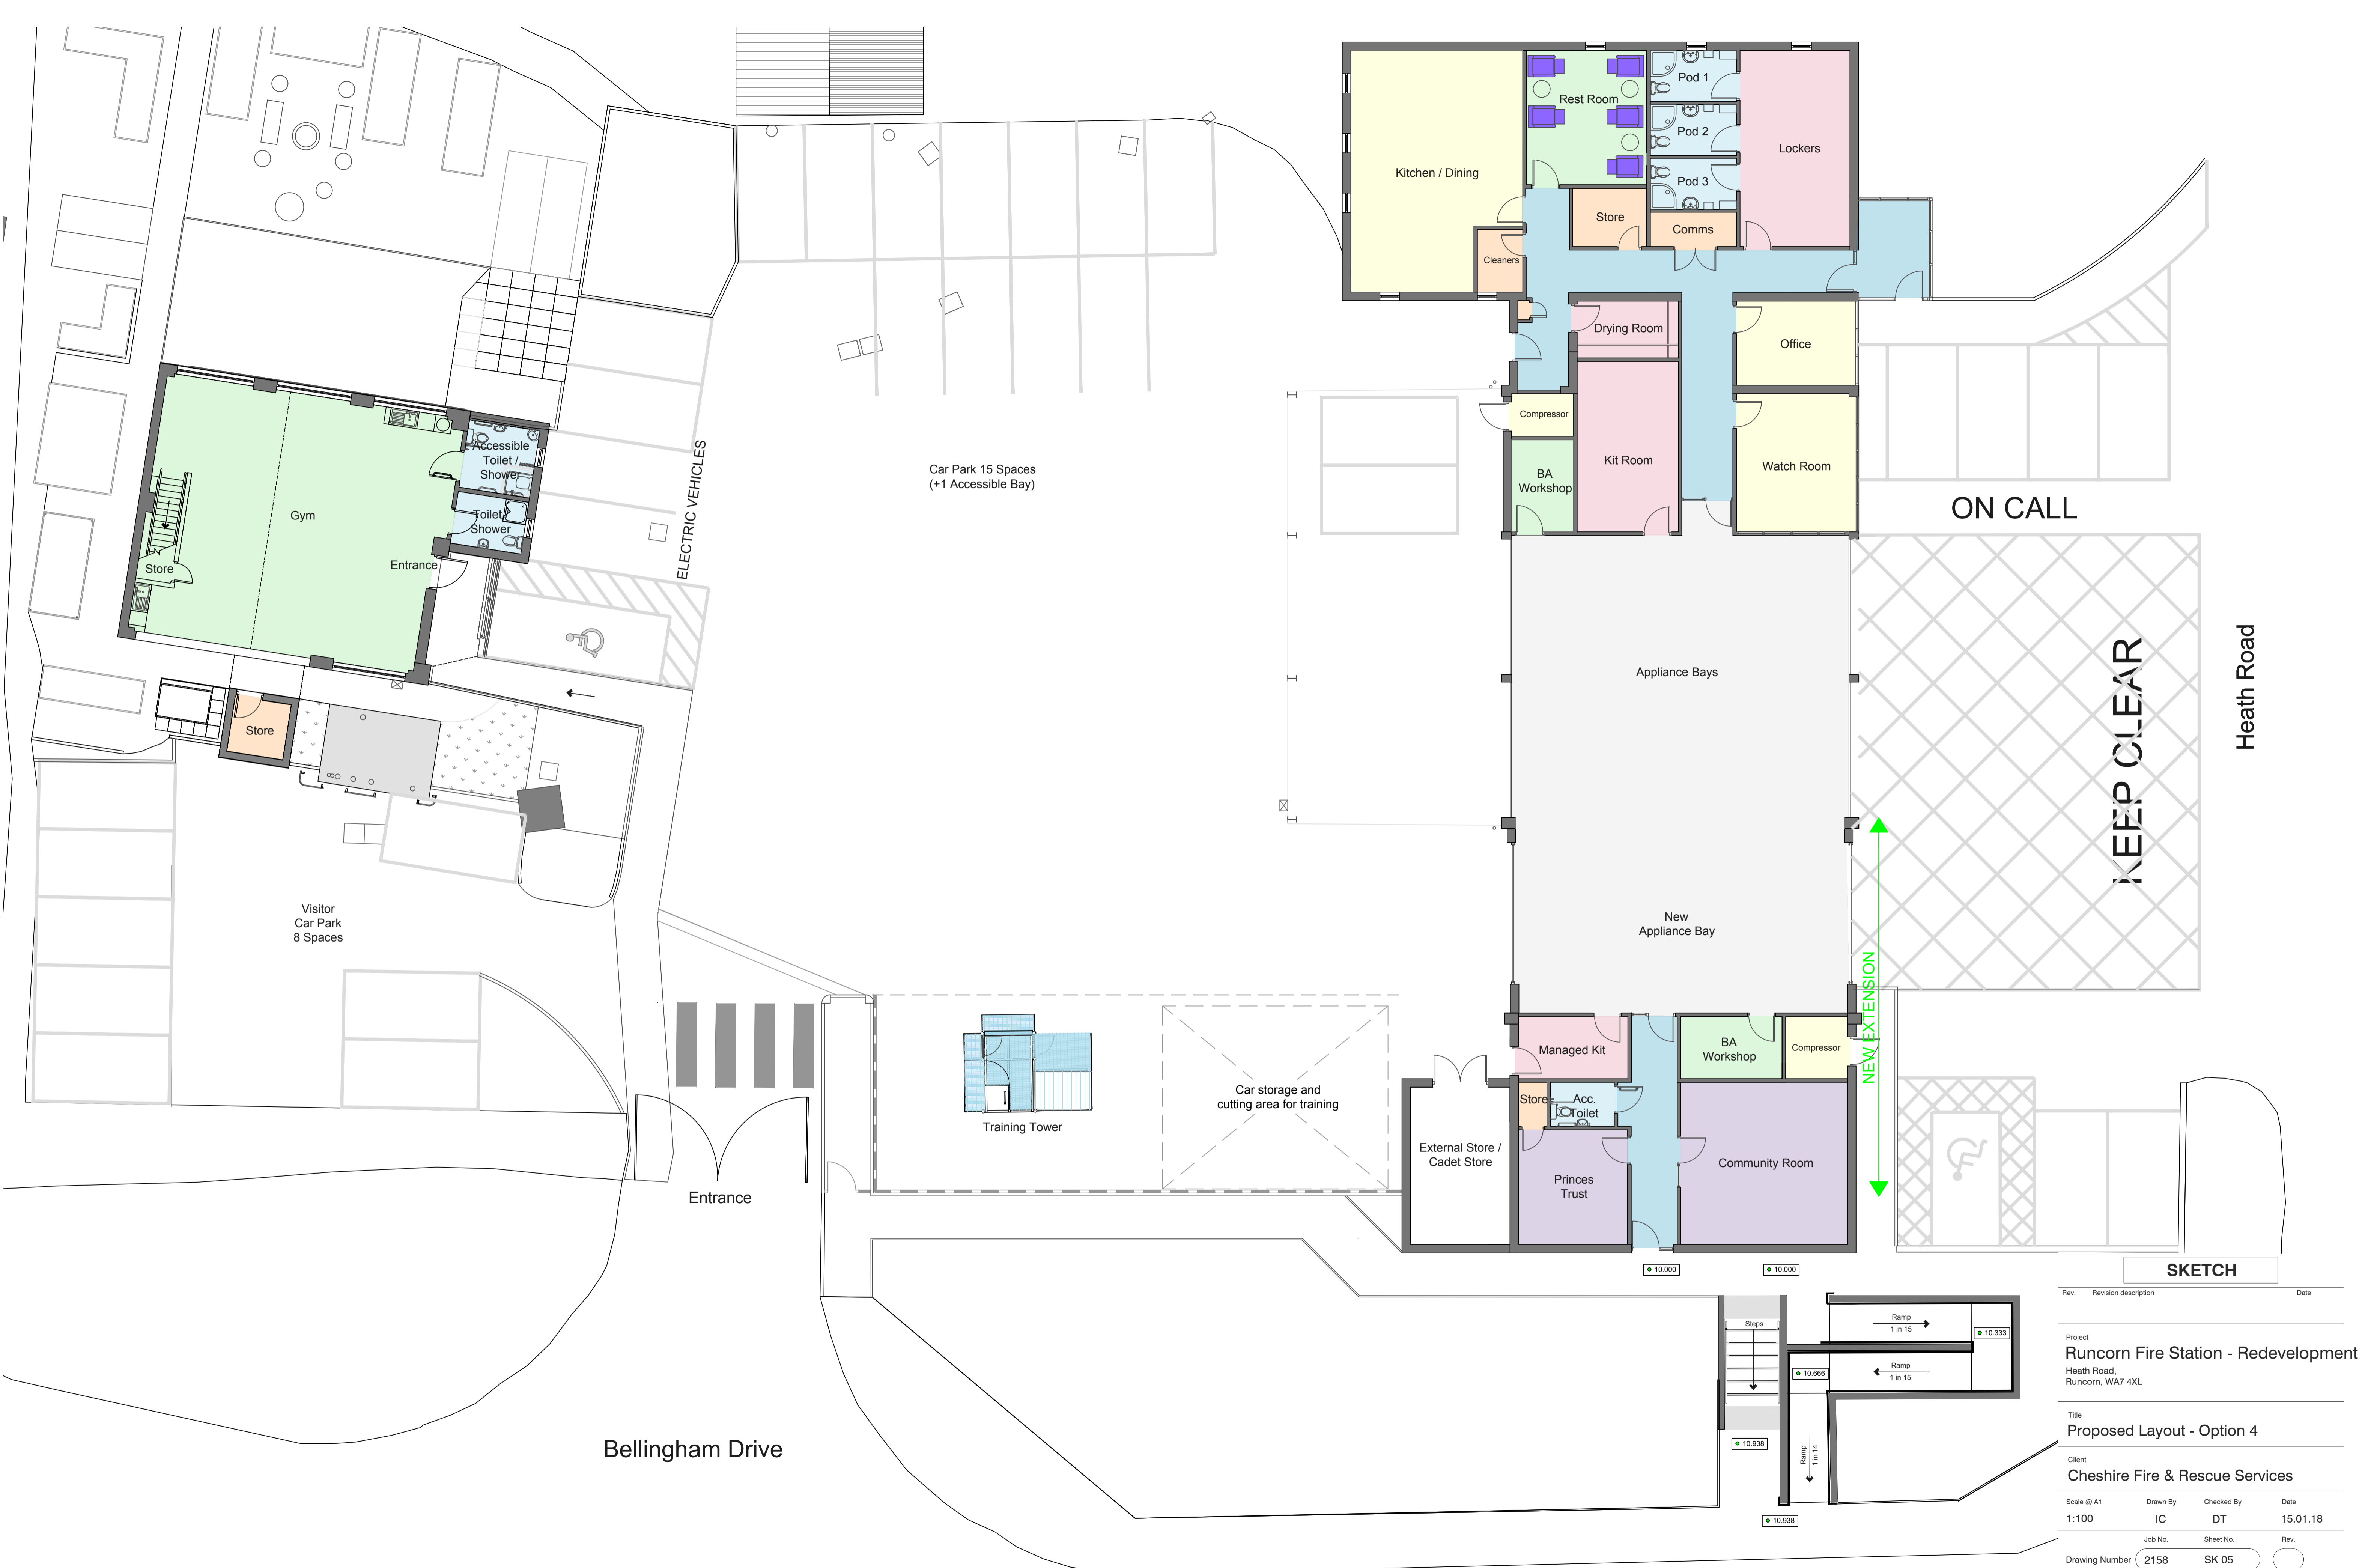 Kitchen / Dining
Rest Room
Pod 1
Pod 2
Pod 3
Lockers
Store
Comms
Cleaners
Drying Room
Office
Compressor
BA
Workshop
Kit Room
Watch Room
ON CALL
Accessible
Toilet /
Shower
Toilet/
Shower
Gym
Store
Entrance
ELECTRIC VEHICLES
Car Park 15 Spaces
(+1 Accessible Bay)
Appliance Bays
KEEP CLEAR
Heath Road
Store
Visitor
Car Park
8 Spaces
New
Appliance Bay
NEW EXTENSION
Managed Kit
BA
Workshop
Compressor
Store
Acc.
Toilet
External Store /
Cadet Store
Princes
Trust
Community Room
Training Tower
Car storage and
cutting area for training
Entrance
Bellingham Drive
10.000
10.000
Steps
Ramp
1 in 15
10.333
Ramp
1 in 15
10.666
Ramp
1 in 14
10.938
10.938
SKETCH
Rev. Revision description Date
Project
Runcorn Fire Station - Redevelopment
Heath Road,
Runcorn, WA7 4XL
Title
Proposed Layout - Option 4
Client
Cheshire Fire & Rescue Services
Scale @ A1 Drawn By Checked By Date
1:100 IC DT 15.01.18
Job No. Sheet No. Rev.
Drawing Number 2158 SK 05